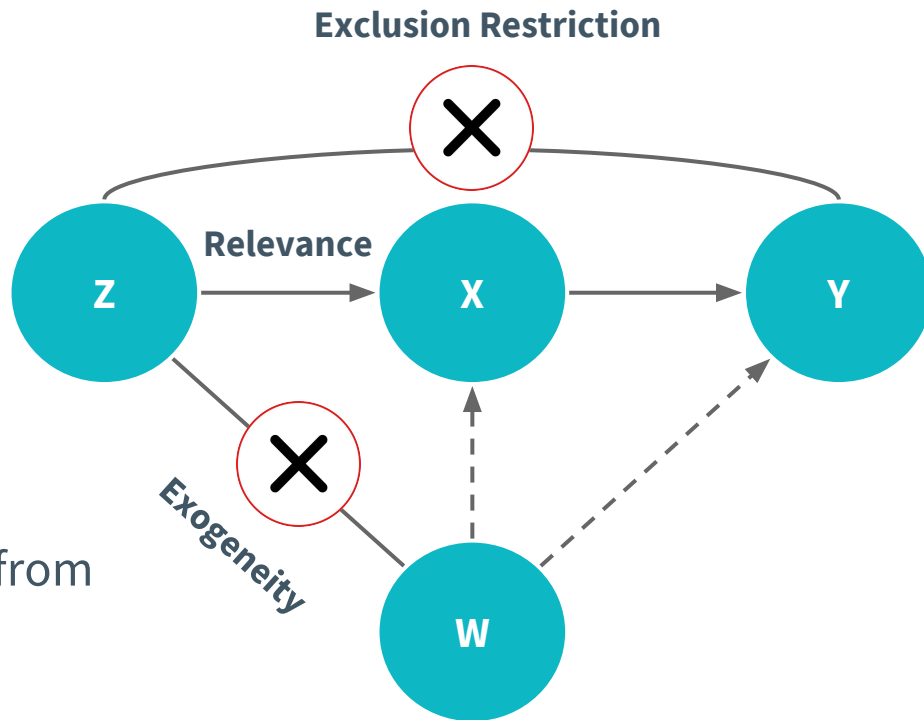 Exclusion Restriction
Relevance
Z
X
Y
Exogeneity
from
W